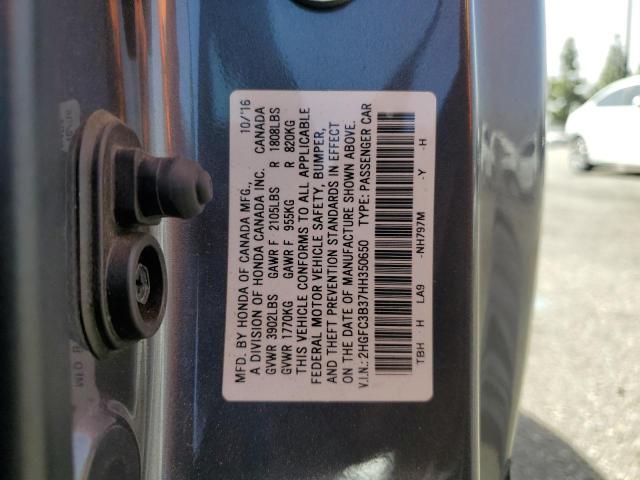 MFD. BY HONDA OF CANADA MFG., 10/'16
A DIVISION OF HONDA CANADA INC. CANADA
GVWR 3902LBS GAWR F 2105LBS R 1808LBS
GVWR 1770KG GAWR F 955KG R 820KG
THIS VEHICLE CONFORMS TO ALL APPLICABLE
FEDERAL MOTOR VEHICLE SAFETY, BUMPER,
AND THEFT PREVENTION STANDARDS IN EFFECT
ON THE DATE OF MANUFACTURE SHOWN ABOVE.
V.I.N.: 2HGFC3B37HH350650 TYPE: PASSENGER CAR
TBH H LA9 -NH797M -Y -H